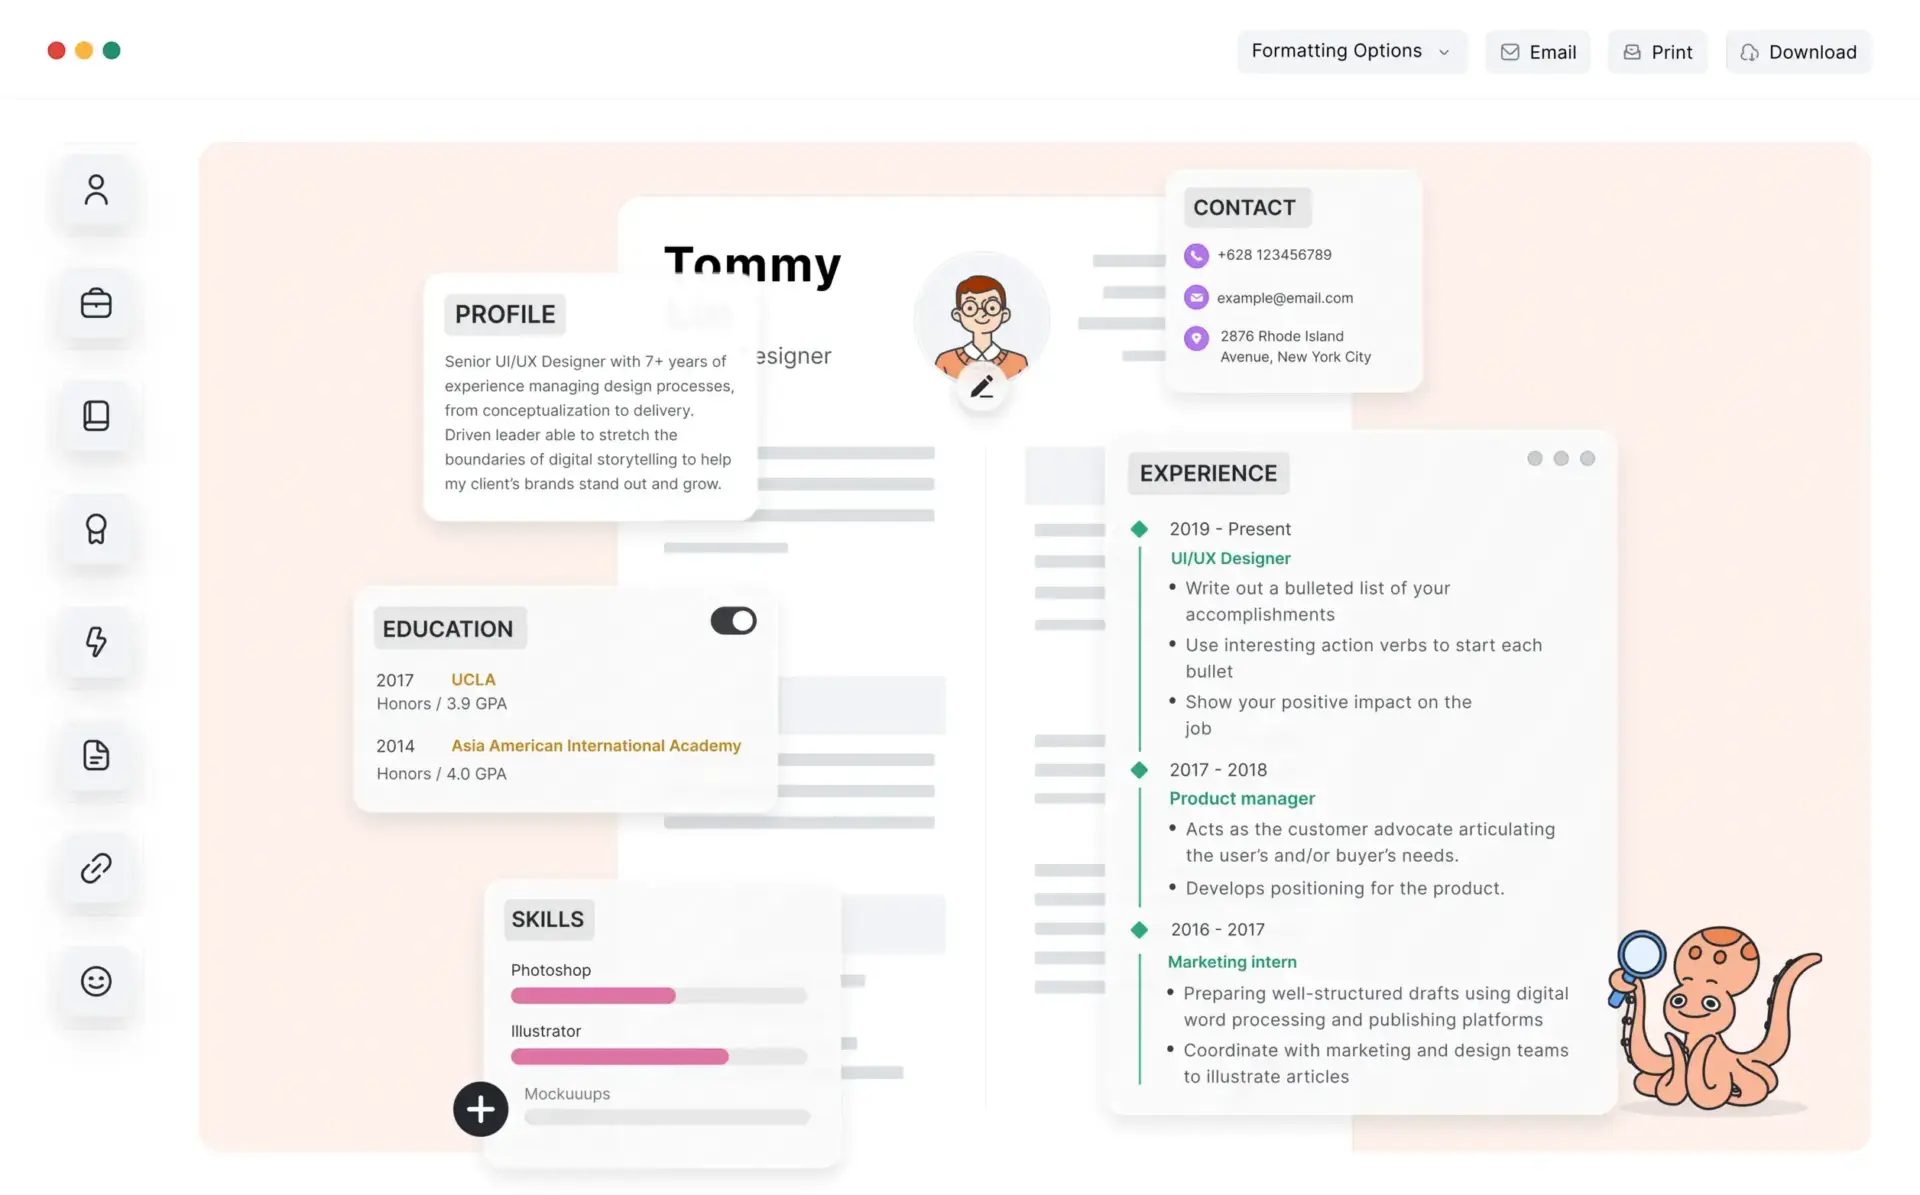 Formatting Options
Email
Print
Download
Tommy
esigner
PROFILE
Senior UI/UX Designer with 7+ years of
experience managing design processes,
from conceptualization to delivery.
Driven leader able to stretch the
boundaries of digital storytelling to help
my client's brands stand out and grow.
CONTACT
+628 123456789
example@email.com
2876 Rhode Island
Avenue, New York City
EDUCATION
2017 UCLA
Honors / 3.9 GPA
2014 Asia American International Academy
Honors / 4.0 GPA
SKILLS
Photoshop
Illustrator
Mockuuups
EXPERIENCE
2019 - Present
UI/UX Designer
• Write out a bulleted list of your
accomplishments
• Use interesting action verbs to start each
bullet
• Show your positive impact on the
job
2017 - 2018
Product manager
• Acts as the customer advocate articulating
the user's and/or buyer's needs.
• Develops positioning for the product.
2016 - 2017
Marketing intern
• Preparing well-structured drafts using digital
word processing and publishing platforms
• Coordinate with marketing and design teams
to illustrate articles